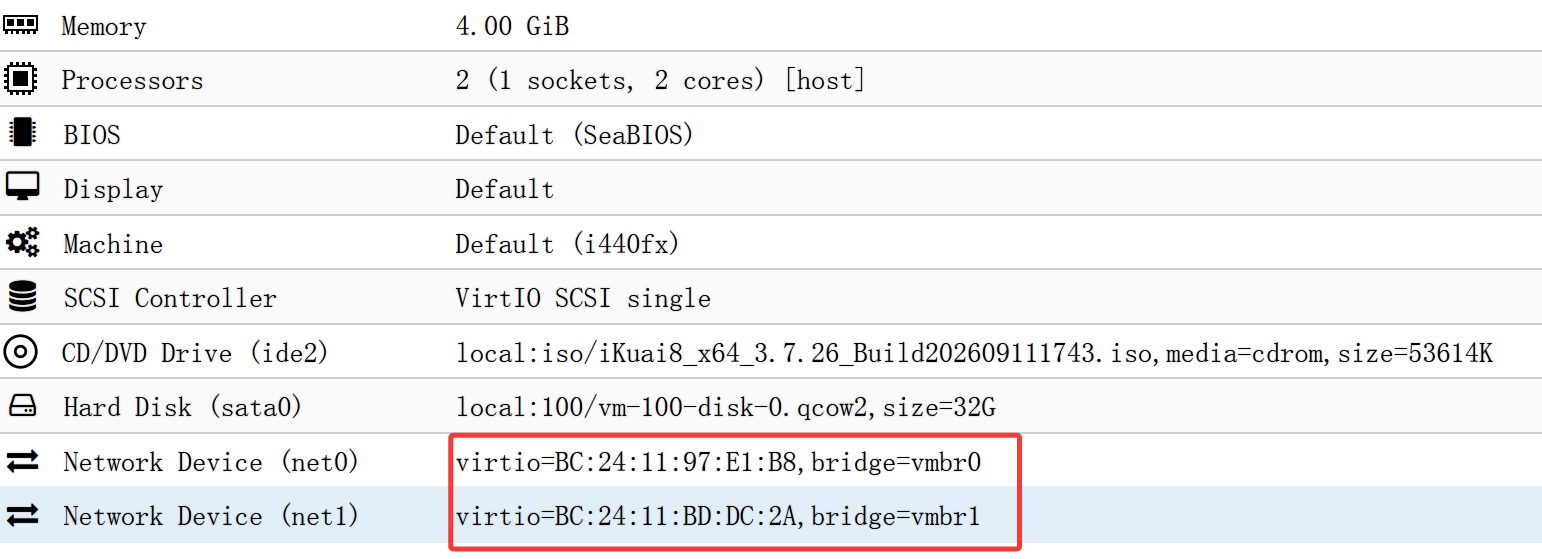 Memory 4.00 GiB
Processors 2 (1 sockets, 2 cores) [host]
BIOS Default (SeaBIOS)
Display Default
Machine Default (i440fx)
SCSI Controller VirtIO SCSI single
CD/DVD Drive (ide2) local:iso/iKuai8_x64_3.7.26_Build202609111743.iso,media=cdrom,size=53614K
Hard Disk (sata0) local:100/vm-100-disk-0.qcow2,size=32G
Network Device (net0) virtio=BC:24:11:97:E1:B8,bridge=vmbr0
Network Device (net1) virtio=BC:24:11:BD:DC:2A,bridge=vmbr1